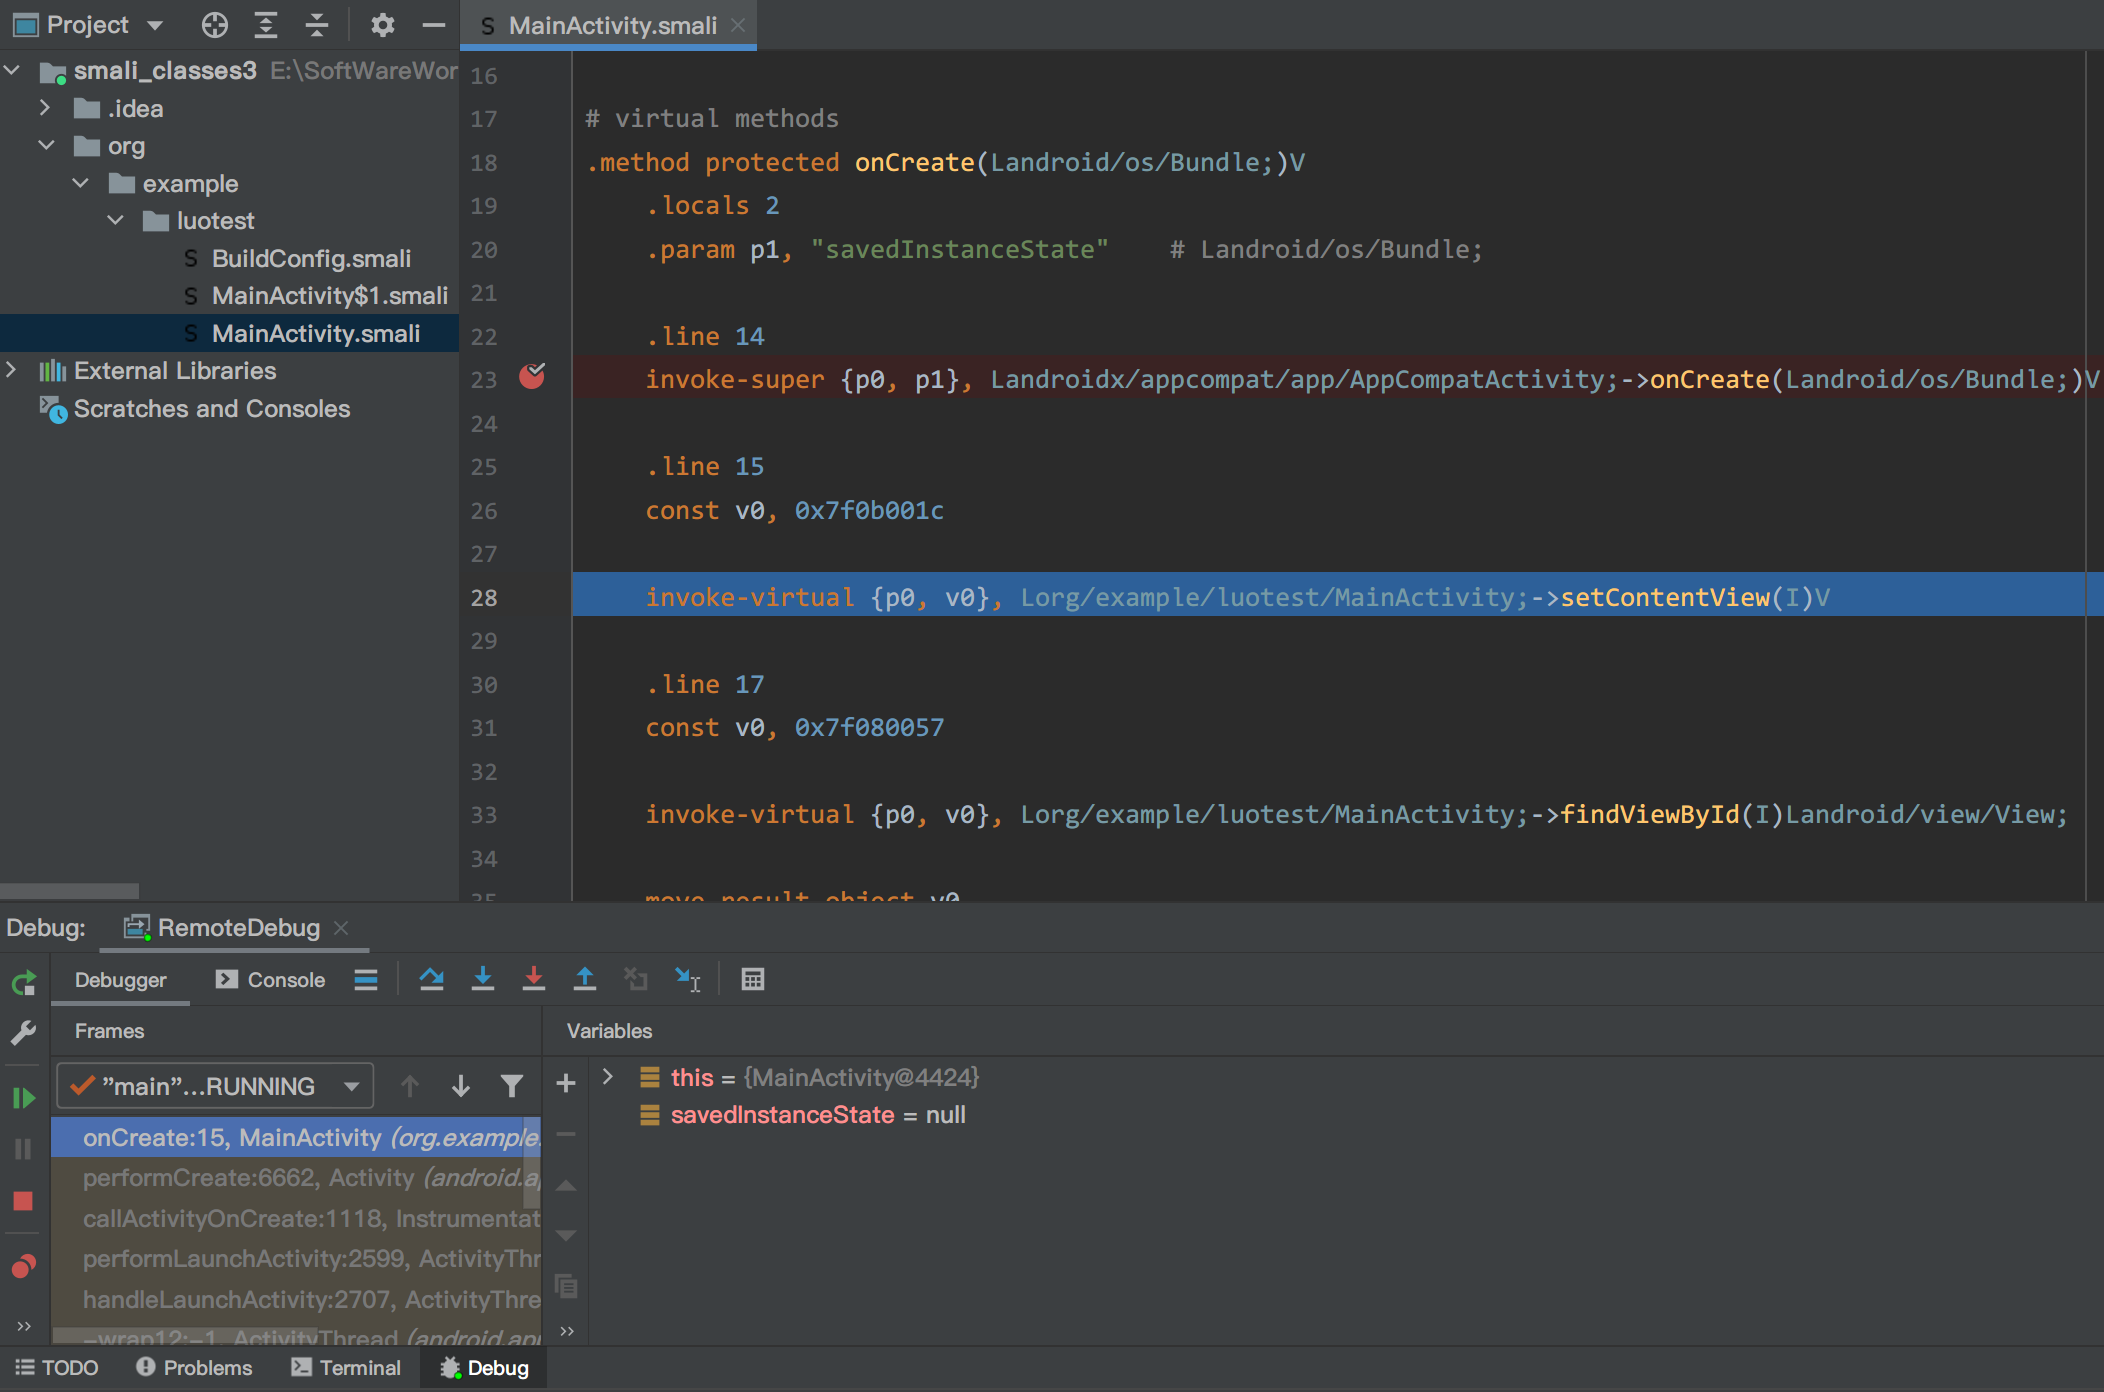 Project
MainActivity.smali
smali_classes3 E:\SoftWareWor
.idea
org
example
luotest
BuildConfig.smali
MainActivity$1.smali
MainActivity.smali
External Libraries
Scratches and Consoles
16
17 # virtual methods
18 .method protected onCreate(Landroid/os/Bundle;)V
19 .locals 2
20 .param p1, "savedInstanceState" # Landroid/os/Bundle;
21
22 .line 14
23 invoke-super {p0, p1}, Landroidx/appcompat/app/AppCompatActivity;->onCreate(Landroid/os/Bundle;)V
24
25 .line 15
26 const v0, 0x7f0b001c
27
28 invoke-virtual {p0, v0}, Lorg/example/luotest/MainActivity;->setContentView(I)V
29
30 .line 17
31 const v0, 0x7f080057
32
33 invoke-virtual {p0, v0}, Lorg/example/luotest/MainActivity;->findViewById(I)Landroid/view/View;
34
35 move-result-object v0
Debug: RemoteDebug
Debugger Console
Frames
Variables
"main"...RUNNING
onCreate:15, MainActivity (org.example.
performCreate:6662, Activity (android.ap
callActivityOnCreate:1118, Instrumentat
performLaunchActivity:2599, ActivityThr
handleLaunchActivity:2707, ActivityThre
-wrap12:-1, ActivityThread (android.app
this = {MainActivity@4424}
savedInstanceState = null
TODO Problems Terminal Debug